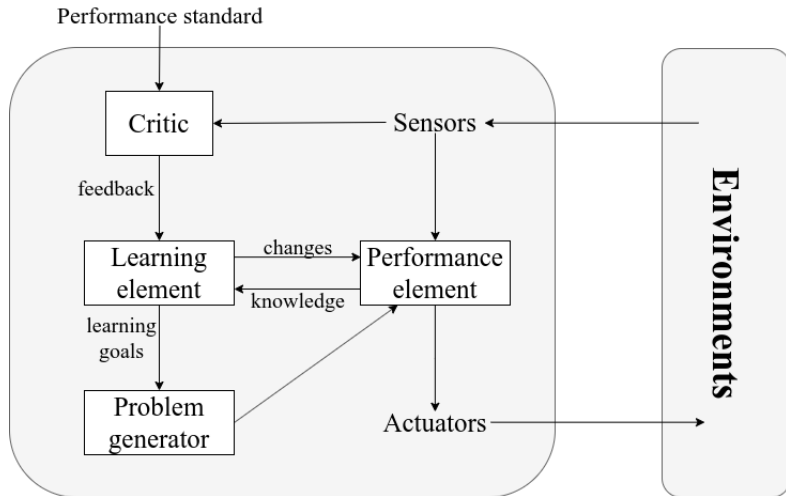 Performance standard
Critic
Sensors
feedback
Learning
element
changes
knowledge
Performance
element
learning
goals
Problem
generator
Actuators
Environments